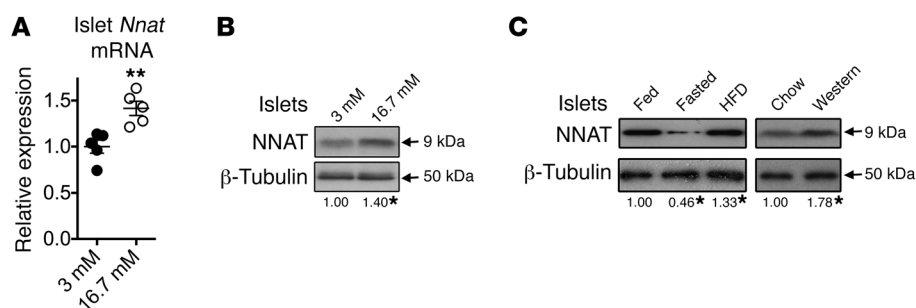 A
Islet Nnat
mRNA
**
Relative expression
1.5
1.0
0.5
0.0
3 mM
16.7 mM
B
Islets
3 mM
16.7 mM
NNAT
9 kDa
β-Tubulin
50 kDa
1.00
1.40*
C
Islets
Fed
Fasted
HFD
Chow
Western
NNAT
9 kDa
β-Tubulin
50 kDa
1.00
0.46*
1.33*
1.00
1.78*